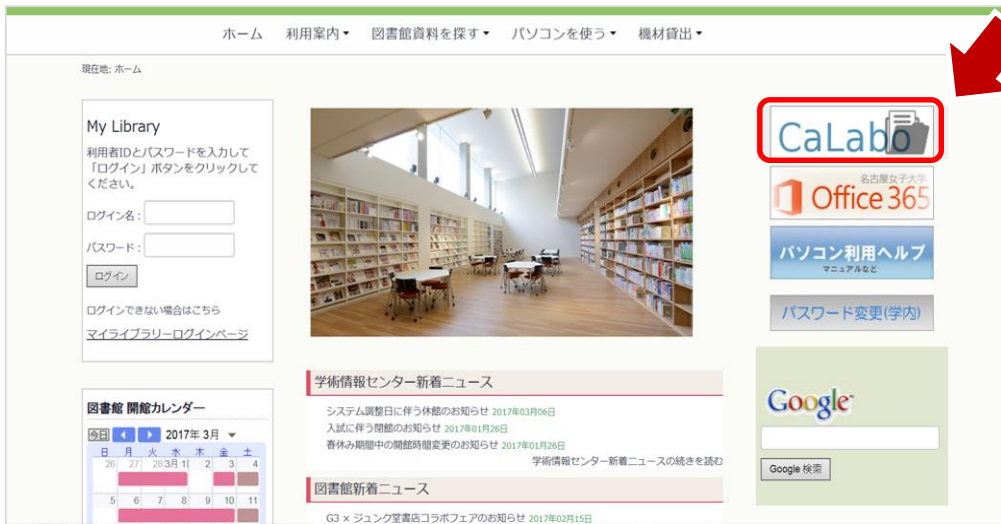 ホーム 利用案内▼ 図書館資料を探す▼ パソコンを使う▼ 機材貸出▼
現在地: ホーム
My Library
利用者IDとパスワードを入力して
「ログイン」ボタンをクリックして
ください。
ログイン名 :
パスワード :
ログイン
ログインできない場合はこちら
マイライブラリーログインページ
図書館 開館カレンダー
今日 2017年 3月
日 月 火 水 木 金 土
26 27 28 3月 1 2 3 4
5 6 7 8 9 10 11
学術情報センター新着ニュース
システム調整日に伴う休館のお知らせ 2017年03月06日
入試に伴う閉館のお知らせ 2017年01月26日
春休み期間中の開館時間変更のお知らせ 2017年01月26日
学術情報センター新着ニュースの続きを読む
図書館新着ニュース
G3 × ジュンク堂書店コラボフェアのお知らせ 2017年02月15日
CaLabo
名古屋女子大学
Office 365
パソコン利用ヘルプ
マニュアルなど
パスワード変更(学内)
Google
Google 検索